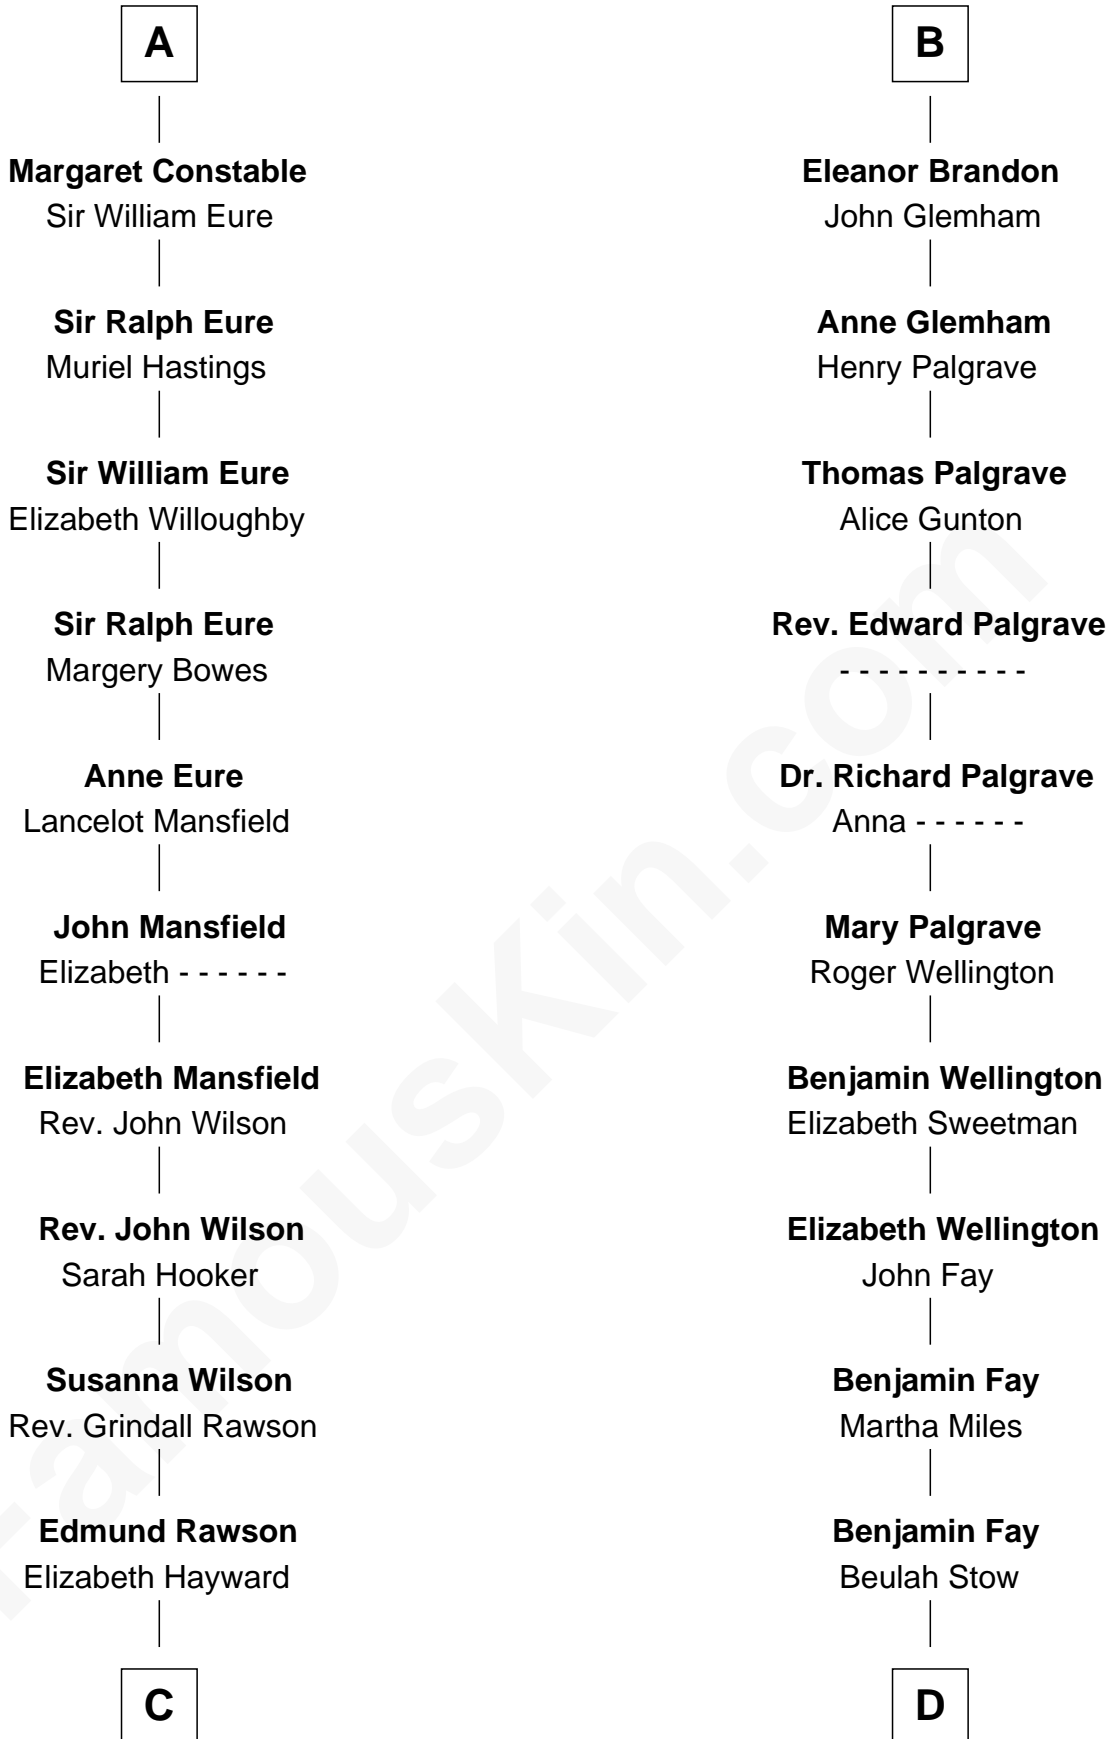 A
Margaret Constable
Sir William Eure
Sir Ralph Eure
Muriel Hastings
Sir William Eure
Elizabeth Willoughby
Sir Ralph Eure
Margery Bowes
Anne Eure
Lancelot Mansfield
John Mansfield
Elizabeth - - - - - -
Elizabeth Mansfield
Rev. John Wilson
Rev. John Wilson
Sarah Hooker
Susanna Wilson
Rev. Grindall Rawson
Edmund Rawson
Elizabeth Hayward
C
B
Eleanor Brandon
John Glemham
Anne Glemham
Henry Palgrave
Thomas Palgrave
Alice Gunton
Rev. Edward Palgrave
- - - - - - - - - -
Dr. Richard Palgrave
Anna - - - - - -
Mary Palgrave
Roger Wellington
Benjamin Wellington
Elizabeth Sweetman
Elizabeth Wellington
John Fay
Benjamin Fay
Martha Miles
Benjamin Fay
Beulah Stow
D
FamousKin.com